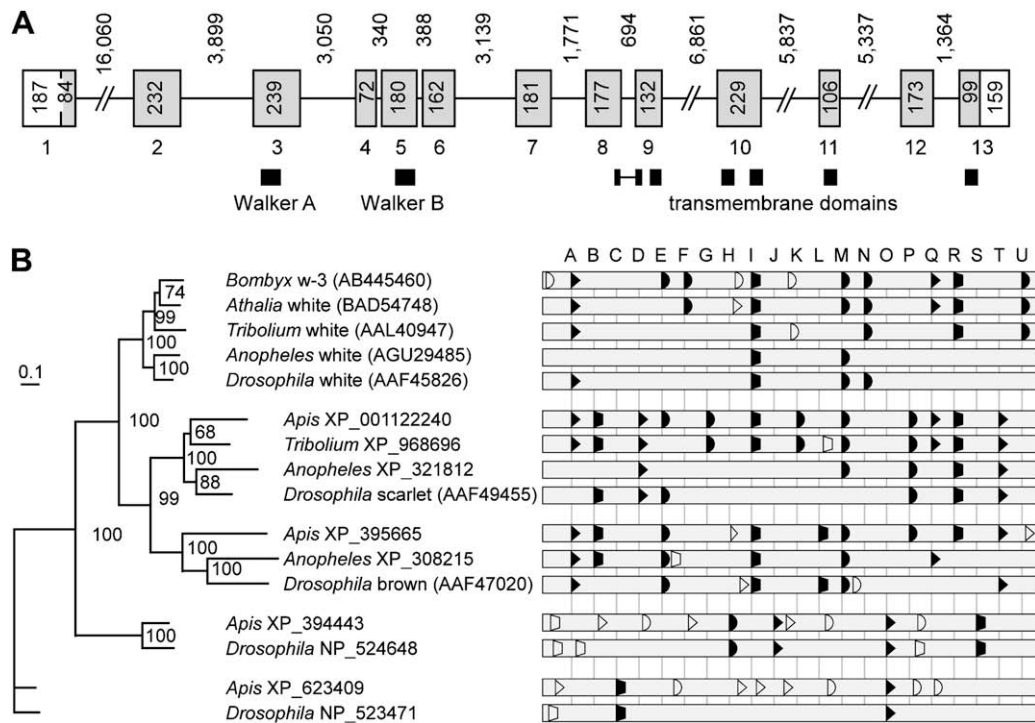 A
16,060 3,899 3,050 340 388 3,139 1,771 694 6,861 5,837 5,337 1,364
187 84 232 239 72 180 162 181 177 132 229 106 173 99 159
1 2 3 4 5 6 7 8 9 10 11 12 13
Walker A Walker B transmembrane domains
B
A B C D E F G H I J K L M N O P Q R S T U
Bombyx w-3 (AB445460)
74
Athalia white (BAD54748)
99
Tribolium white (AAL40947)
100
Anopheles white (AGU29485)
100
Drosophila white (AAF45826)
0.1
Apis XP_001122240
100
68
Tribolium XP_968696
100
Anopheles XP_321812
88
Drosophila scarlet (AAF49455)
99
Apis XP_395665
100
100
Anopheles XP_308215
100
Drosophila brown (AAF47020)
Apis XP_394443
100
Drosophila NP_524648
Apis XP_623409
Drosophila NP_523471